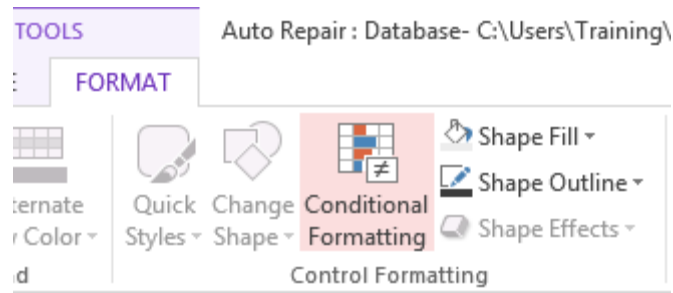 TOOLS
Auto Repair : Database- C:\Users\Training\
FORMAT
Quick Styles
Change Shape
Conditional Formatting
Shape Fill
Shape Outline
Shape Effects
Color
Control Formatting